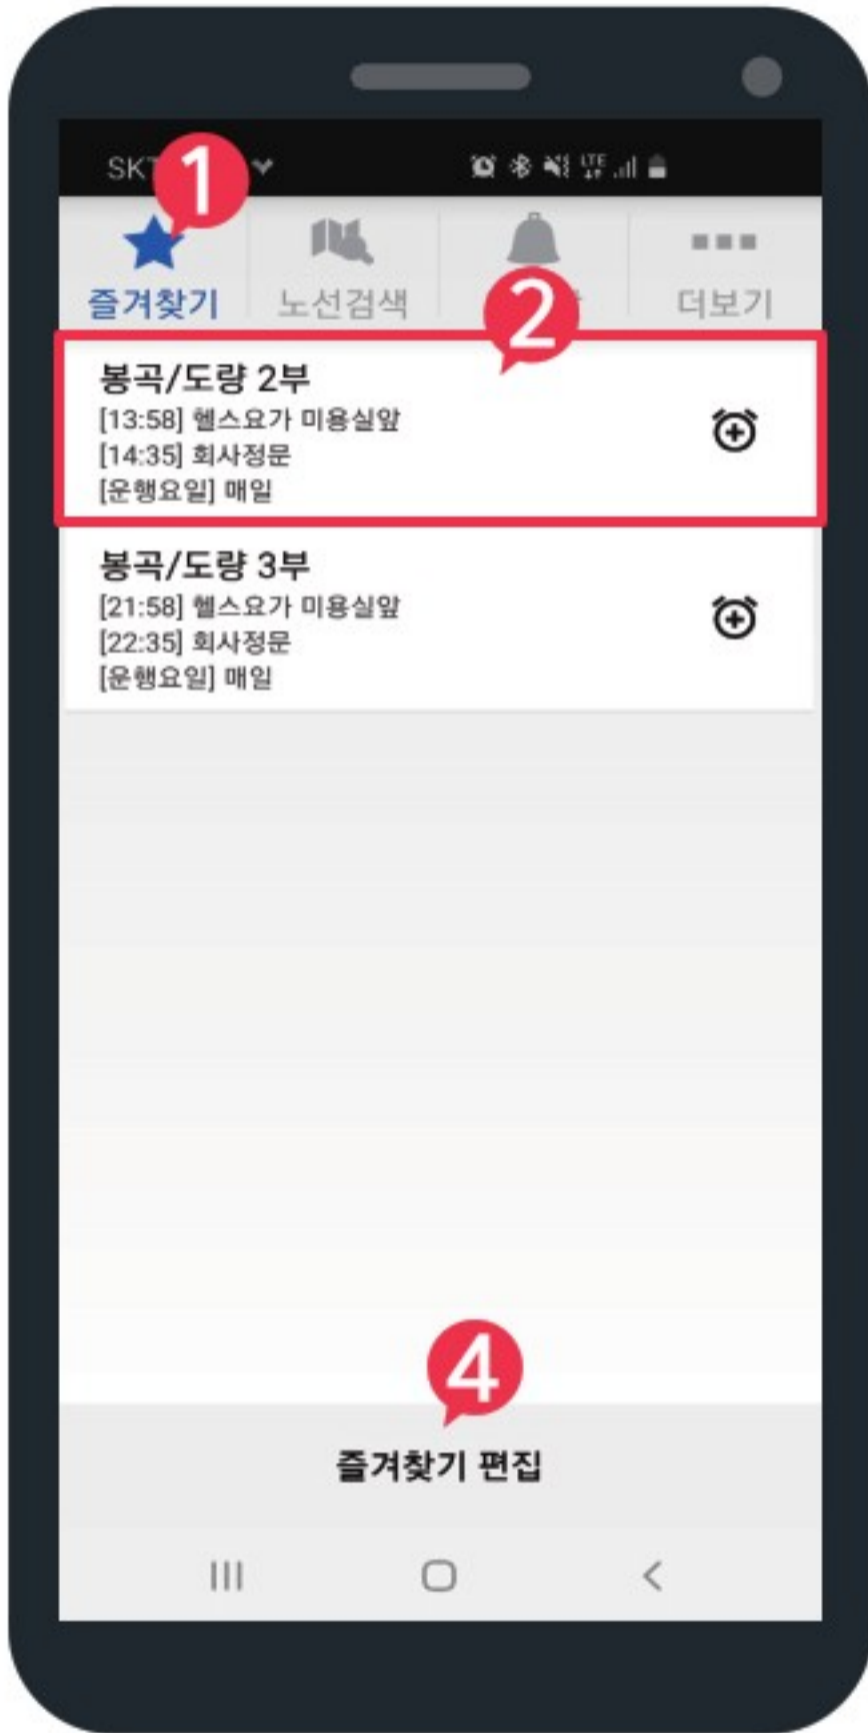 1
즐겨찾기
노선검색
2
더보기
봉곡/도량 2부
[13:58] 헬스요가 미용실앞
[14:35] 회사정문
[운행요일] 매일
봉곡/도량 3부
[21:58] 헬스요가 미용실앞
[22:35] 회사정문
[운행요일] 매일
4
즐겨찾기 편집